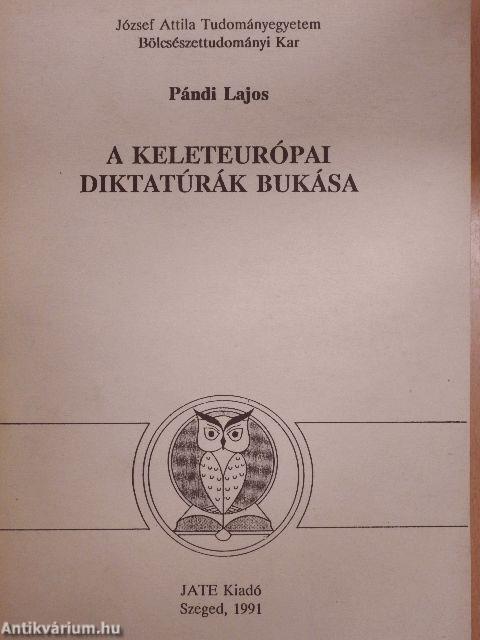 József Attila Tudományegyetem
Bölcsészettudományi Kar
Pándi Lajos
A KELETEURÓPAI
DIKTATÚRÁK BUKÁSA
JATE Kiadó
Szeged, 1991
Antikvárium.hu